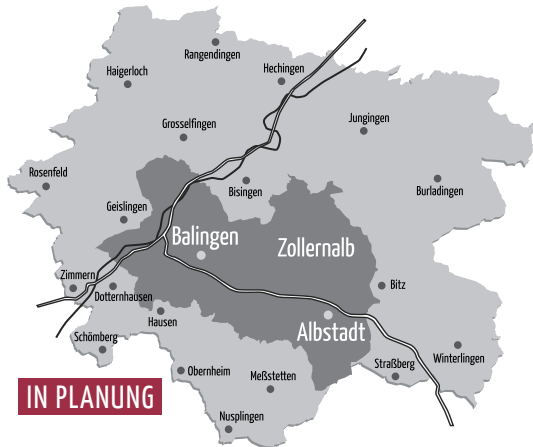 Rangendingen
Haigerloch
Hechingen
Jungingen
Grosselfingen
Rosenfeld
Bisingen
Burladingen
Geislingen
Balingen
Zollernalb
Zimmern
Bitz
Dotternhausen
Hausen
Albstadt
Schömberg
Winterlingen
Obernheim
Straßberg
Meßstetten
IN PLANUNG
Nusplingen